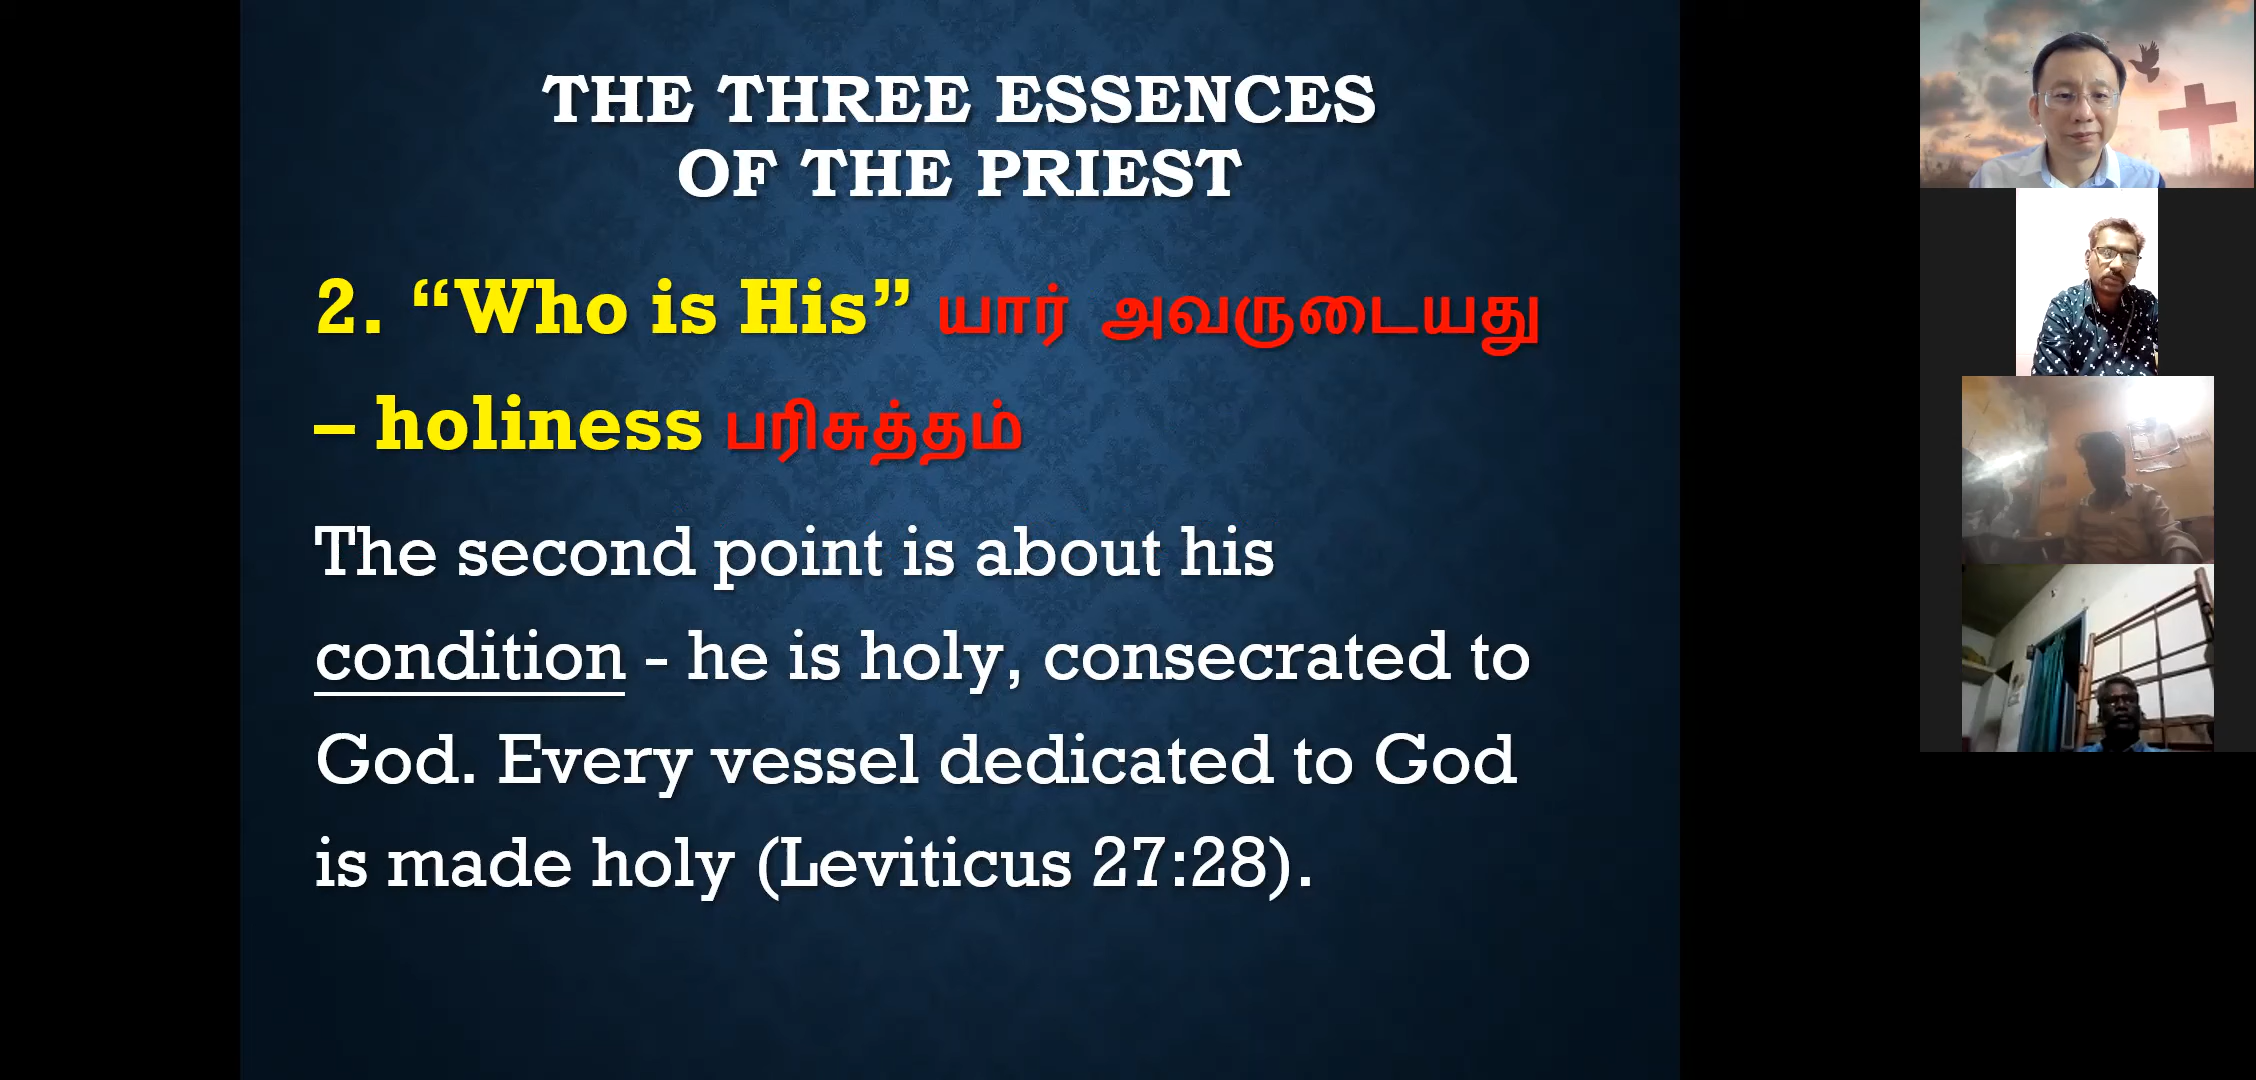 THE THREE ESSENCES
OF THE PRIEST
2. “Who is His” யார் அவருடையது
– holiness பரிசுத்தம்
The second point is about his
condition - he is holy, consecrated to
God. Every vessel dedicated to God
is made holy (Leviticus 27:28).